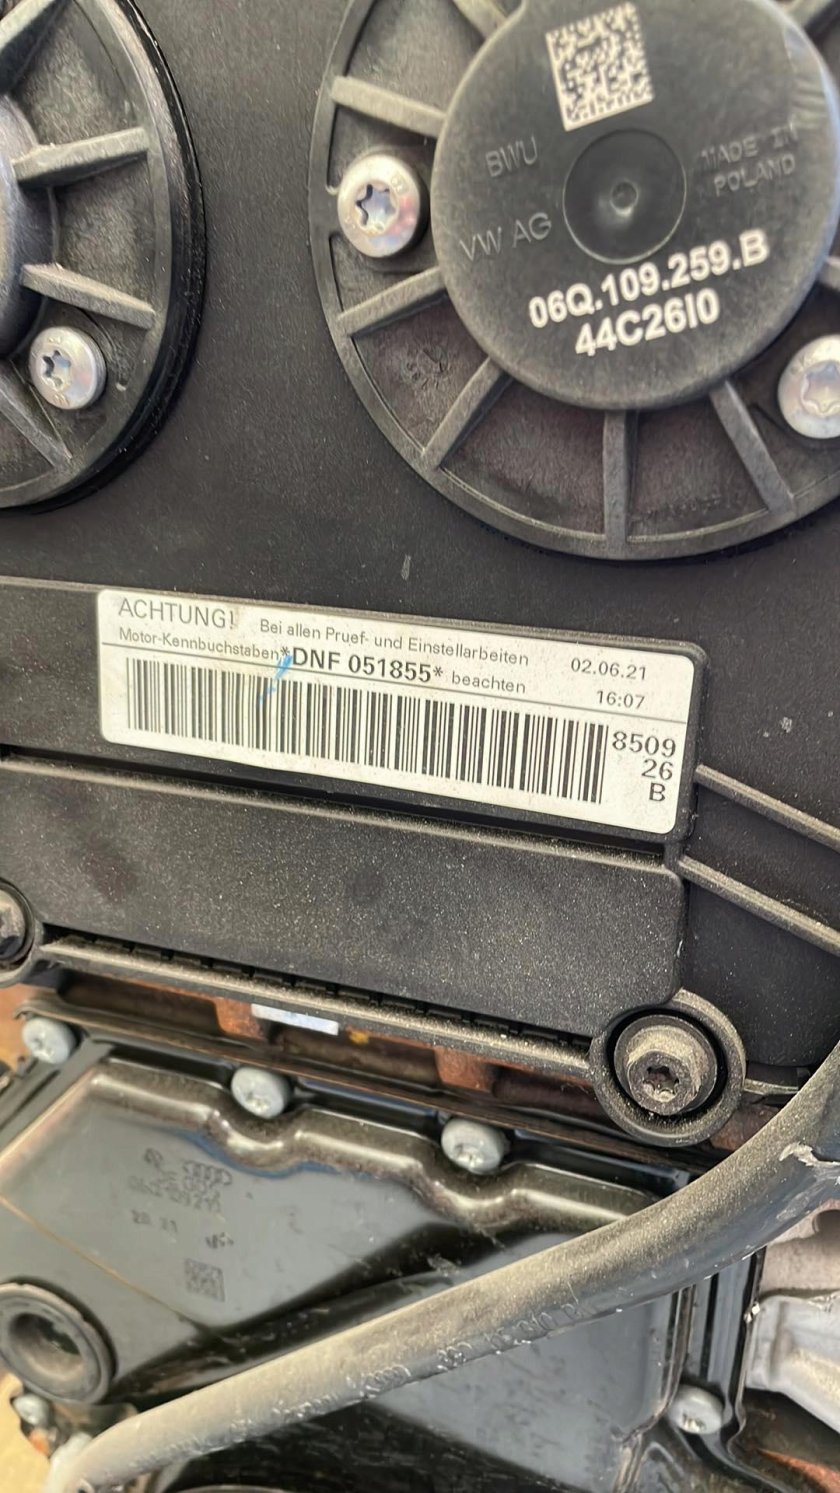 BWU
MADE IN
POLAND
VW AG
06Q.109.259.B
44C26I0
ACHTUNG! Bei allen Pruef- und Einstellarbeiten 02.06.21
Motor-Kennbuchstaben*DNF 051855* beachten 16:07
8509
26
B